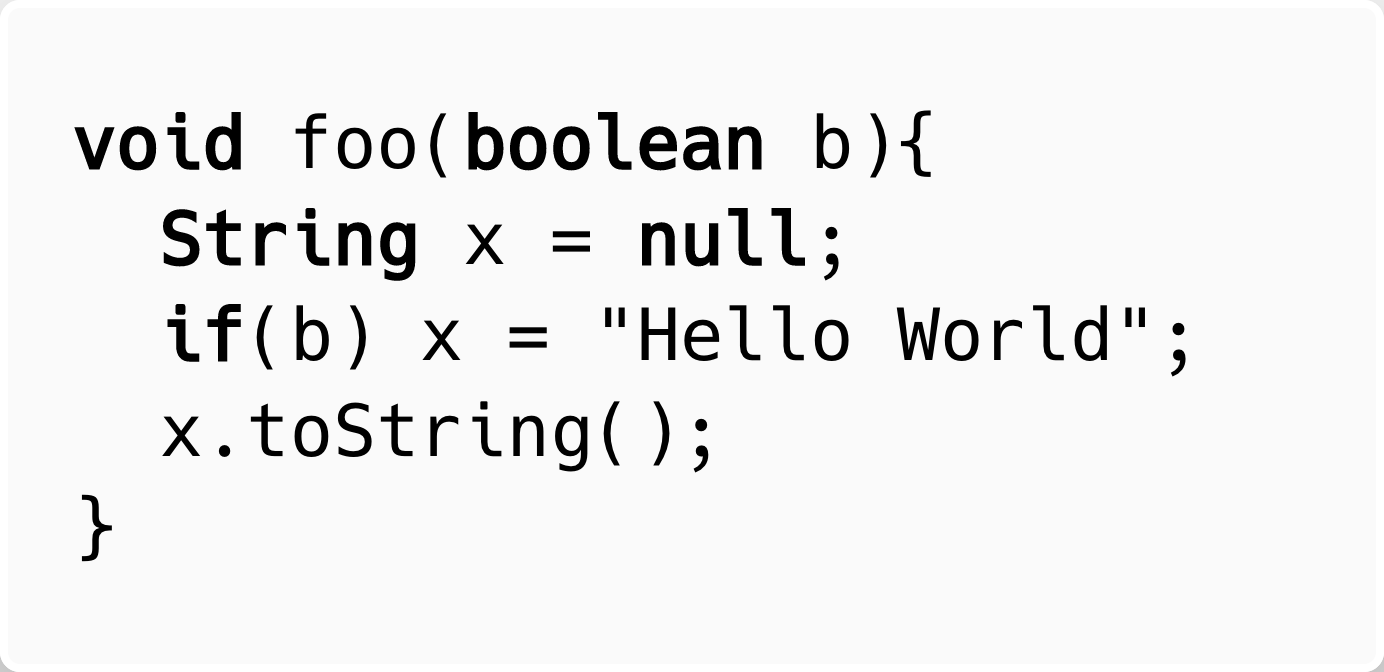 void foo(boolean b){
  String x = null;
  if(b) x = "Hello World";
  x.toString();
}